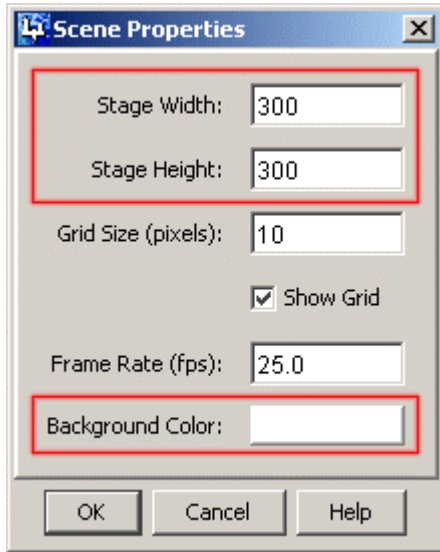 Scene Properties
Stage Width: 300
Stage Height: 300
Grid Size (pixels): 10
Show Grid
Frame Rate (fps): 25.0
Background Color:
OK Cancel Help